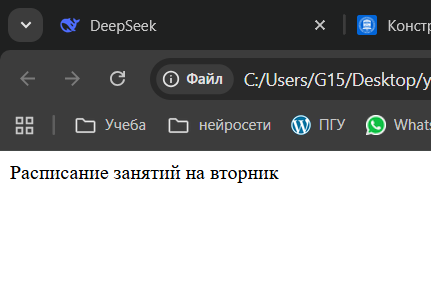 DeepSeek
Констр
Файл
C:/Users/G15/Desktop/y
Учеба
нейросети
ПГУ
Whats
Расписание занятий на вторник